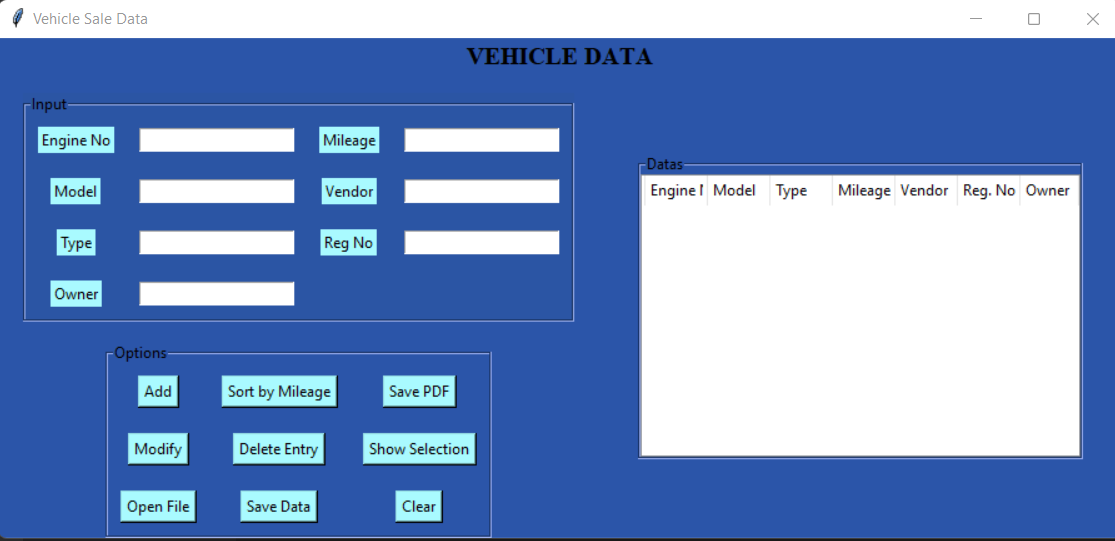 Vehicle Sale Data
VEHICLE DATA
Input
Engine No Mileage
Model Vendor
Type Reg No
Owner
Datas
Engine Model Type Mileage Vendor Reg. No Owner
Options
Add Sort by Mileage Save PDF
Modify Delete Entry Show Selection
Open File Save Data Clear